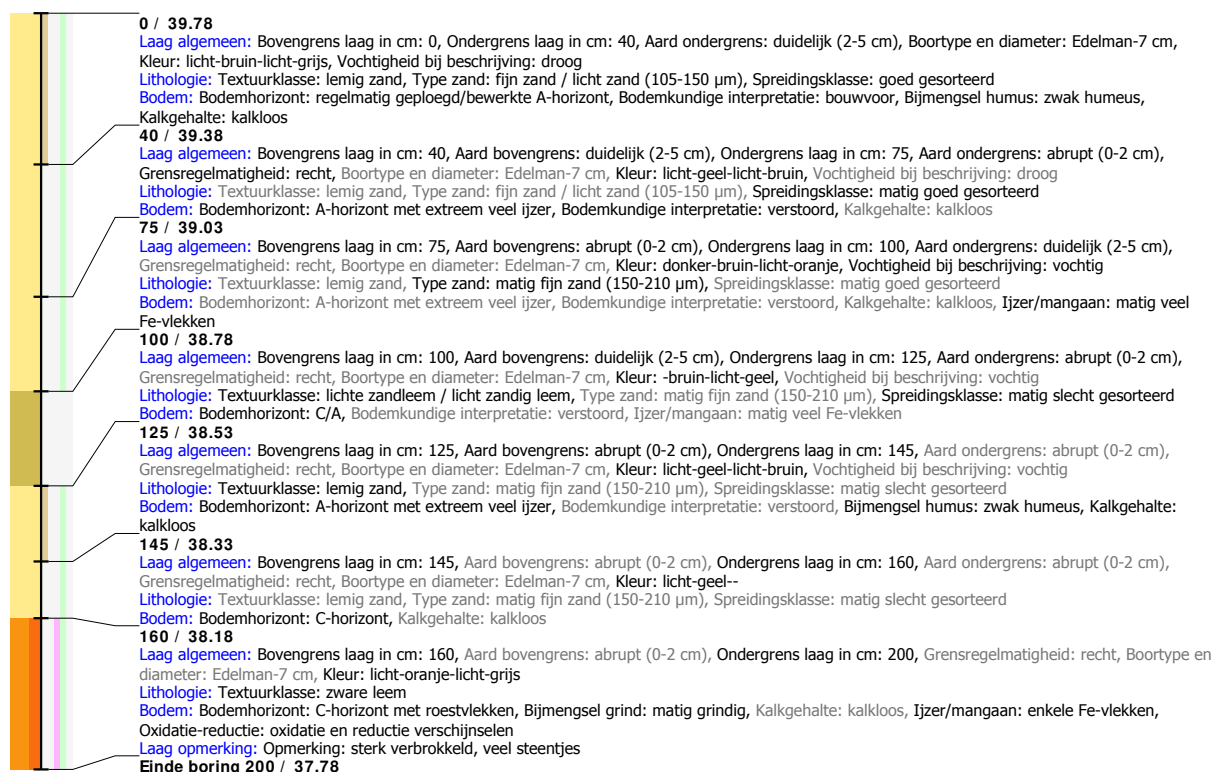 0 / 39.78
Laag algemeen: Bovengrens laag in cm: 0, Ondergrens laag in cm: 40, Aard ondergrens: duidelijk (2-5 cm), Boortype en diameter: Edelman-7 cm,
Kleur: licht-bruin-licht-grijs, Vochtigheid bij beschrijving: droog
Lithologie: Textuurklasse: lemig zand, Type zand: fijn zand / licht zand (105-150 µm), Spreidingsklasse: goed gesorteerd
Bodem: Bodemhorizont: regelmatig geploegd/bewerkte A-horizont, Bodemkundige interpretatie: bouwvoor, Bijmengsel humus: zwak humeus,
Kalkgehalte: kalkloos
40 / 39.38
Laag algemeen: Bovengrens laag in cm: 40, Aard bovengrens: duidelijk (2-5 cm), Ondergrens laag in cm: 75, Aard ondergrens: abrupt (0-2 cm),
Grensregelmatigheid: recht, Boortype en diameter: Edelman-7 cm, Kleur: licht-geel-licht-bruin, Vochtigheid bij beschrijving: droog
Lithologie: Textuurklasse: lemig zand, Type zand: fijn zand / licht zand (105-150 µm), Spreidingsklasse: matig goed gesorteerd
Bodem: Bodemhorizont: A-horizont met extreem veel ijzer, Bodemkundige interpretatie: verstoord, Kalkgehalte: kalkloos
75 / 39.03
Laag algemeen: Bovengrens laag in cm: 75, Aard bovengrens: abrupt (0-2 cm), Ondergrens laag in cm: 100, Aard ondergrens: duidelijk (2-5 cm),
Grensregelmatigheid: recht, Boortype en diameter: Edelman-7 cm, Kleur: donker-bruin-licht-oranje, Vochtigheid bij beschrijving: vochtig
Lithologie: Textuurklasse: lemig zand, Type zand: matig fijn zand (150-210 µm), Spreidingsklasse: matig goed gesorteerd
Bodem: Bodemhorizont: A-horizont met extreem veel ijzer, Bodemkundige interpretatie: verstoord, Kalkgehalte: kalkloos, Ijzer/mangaan: matig veel
Fe-vlekken
100 / 38.78
Laag algemeen: Bovengrens laag in cm: 100, Aard bovengrens: duidelijk (2-5 cm), Ondergrens laag in cm: 125, Aard ondergrens: abrupt (0-2 cm),
Grensregelmatigheid: recht, Boortype en diameter: Edelman-7 cm, Kleur: -bruin-licht-geel, Vochtigheid bij beschrijving: vochtig
Lithologie: Textuurklasse: lichte zandleem / licht zandig leem, Type zand: matig fijn zand (150-210 µm), Spreidingsklasse: matig slecht gesorteerd
Bodem: Bodemhorizont: C/A, Bodemkundige interpretatie: verstoord, Ijzer/mangaan: matig veel Fe-vlekken
125 / 38.53
Laag algemeen: Bovengrens laag in cm: 125, Aard bovengrens: abrupt (0-2 cm), Ondergrens laag in cm: 145, Aard ondergrens: abrupt (0-2 cm),
Grensregelmatigheid: recht, Boortype en diameter: Edelman-7 cm, Kleur: licht-geel-licht-bruin, Vochtigheid bij beschrijving: vochtig
Lithologie: Textuurklasse: lemig zand, Type zand: matig fijn zand (150-210 µm), Spreidingsklasse: matig slecht gesorteerd
Bodem: Bodemhorizont: A-horizont met extreem veel ijzer, Bodemkundige interpretatie: verstoord, Bijmengsel humus: zwak humeus, Kalkgehalte:
kalkloos
145 / 38.33
Laag algemeen: Bovengrens laag in cm: 145, Aard bovengrens: abrupt (0-2 cm), Ondergrens laag in cm: 160, Aard ondergrens: abrupt (0-2 cm),
Grensregelmatigheid: recht, Boortype en diameter: Edelman-7 cm, Kleur: licht-geel--
Lithologie: Textuurklasse: lemig zand, Type zand: matig fijn zand (150-210 µm), Spreidingsklasse: matig slecht gesorteerd
Bodem: Bodemhorizont: C-horizont, Kalkgehalte: kalkloos
160 / 38.18
Laag algemeen: Bovengrens laag in cm: 160, Aard bovengrens: abrupt (0-2 cm), Ondergrens laag in cm: 200, Grensregelmatigheid: recht, Boortype en
diameter: Edelman-7 cm, Kleur: licht-oranje-licht-grijs
Lithologie: Textuurklasse: zware leem
Bodem: Bodemhorizont: C-horizont met roestvlekken, Bijmengsel grind: matig grindig, Kalkgehalte: kalkloos, Ijzer/mangaan: enkele Fe-vlekken,
Oxidatie-reductie: oxidatie en reductie verschijnselen
Laag opmerking: Opmerking: sterk verbrokkeld, veel steentjes
Einde boring 200 / 37.78